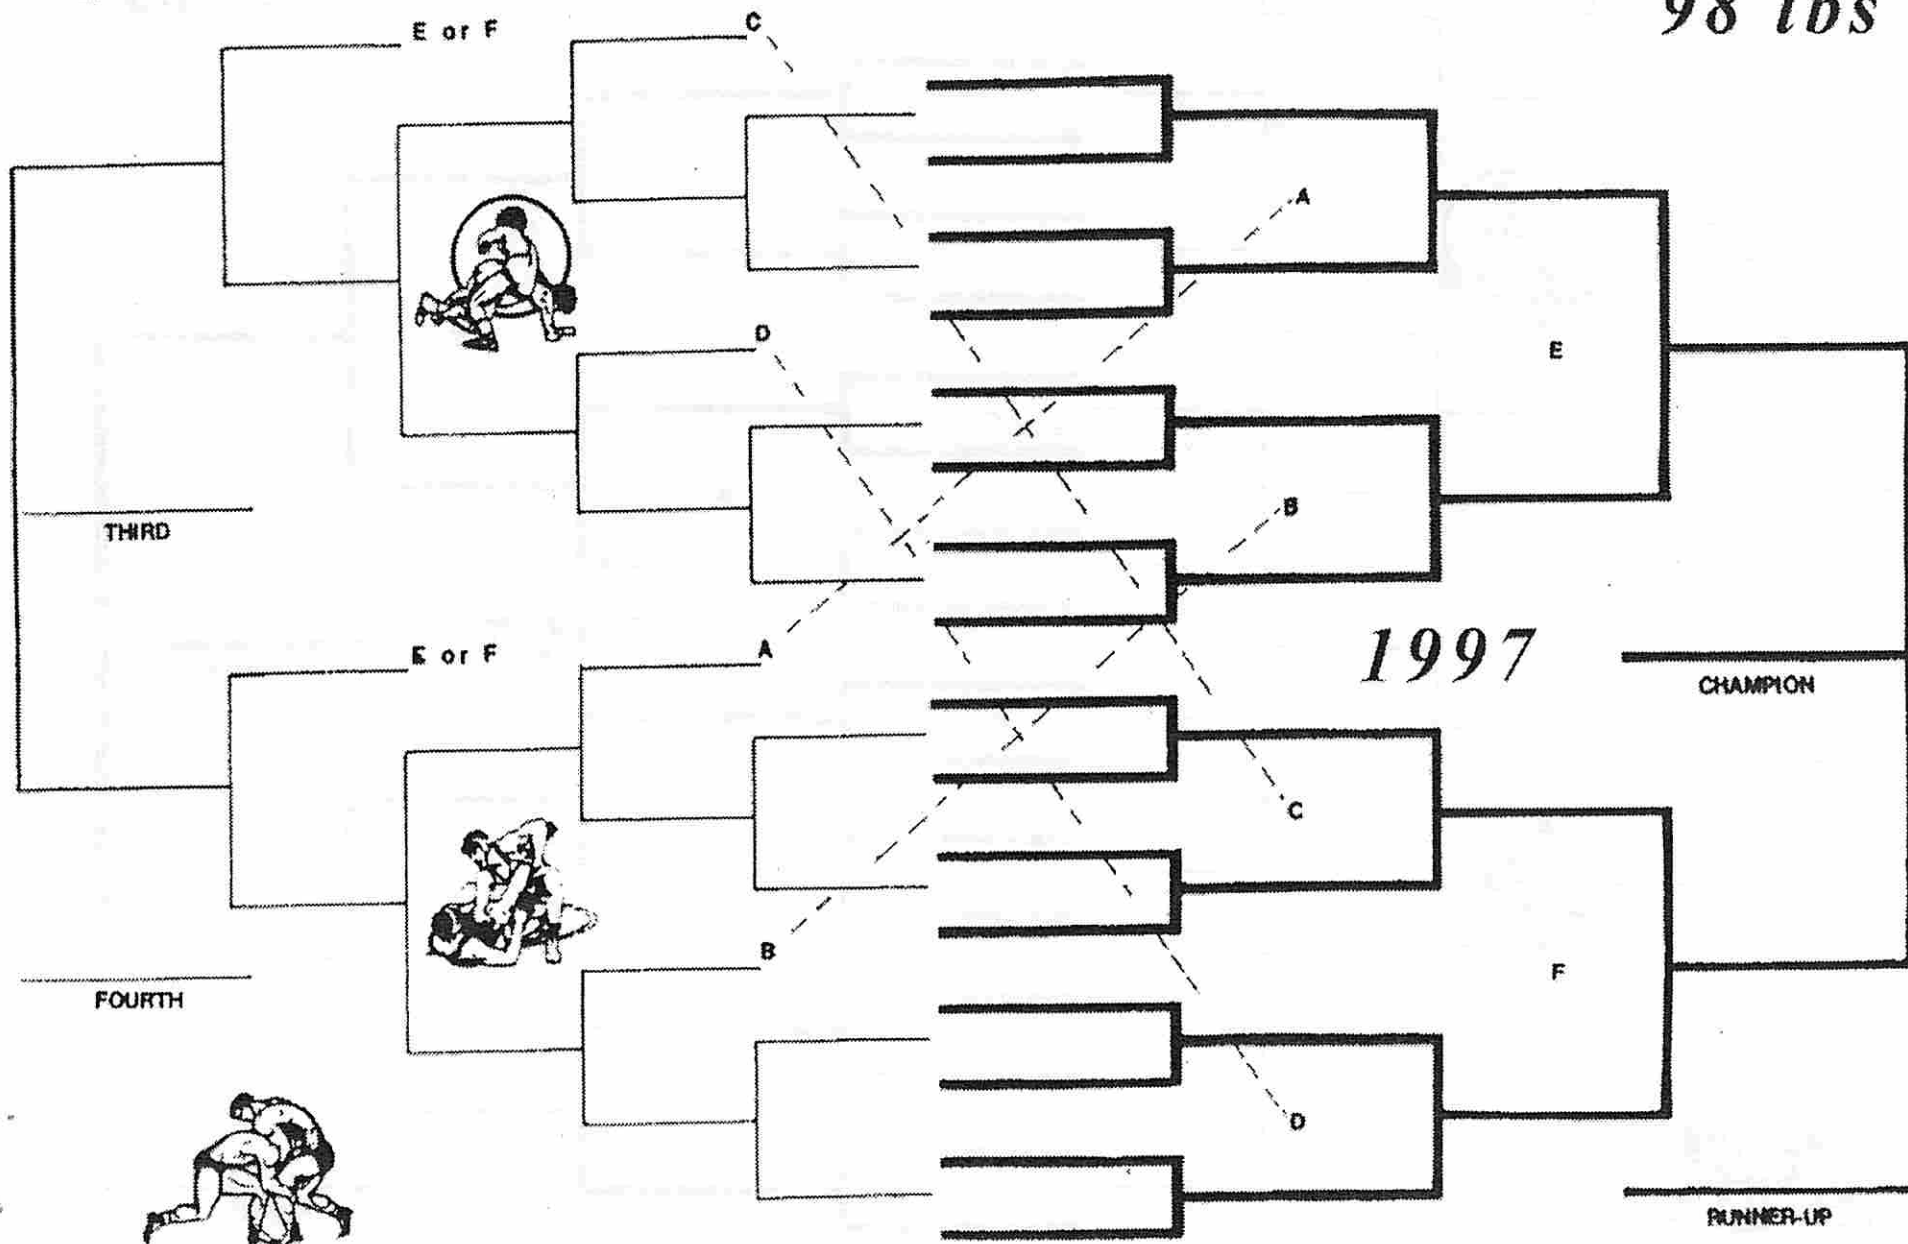 98 lbs
E or F
C
A
D
E
B
THIRD
1997
E or F
A
CHAMPION
C
B
F
FOURTH
D
RUNNER-UP